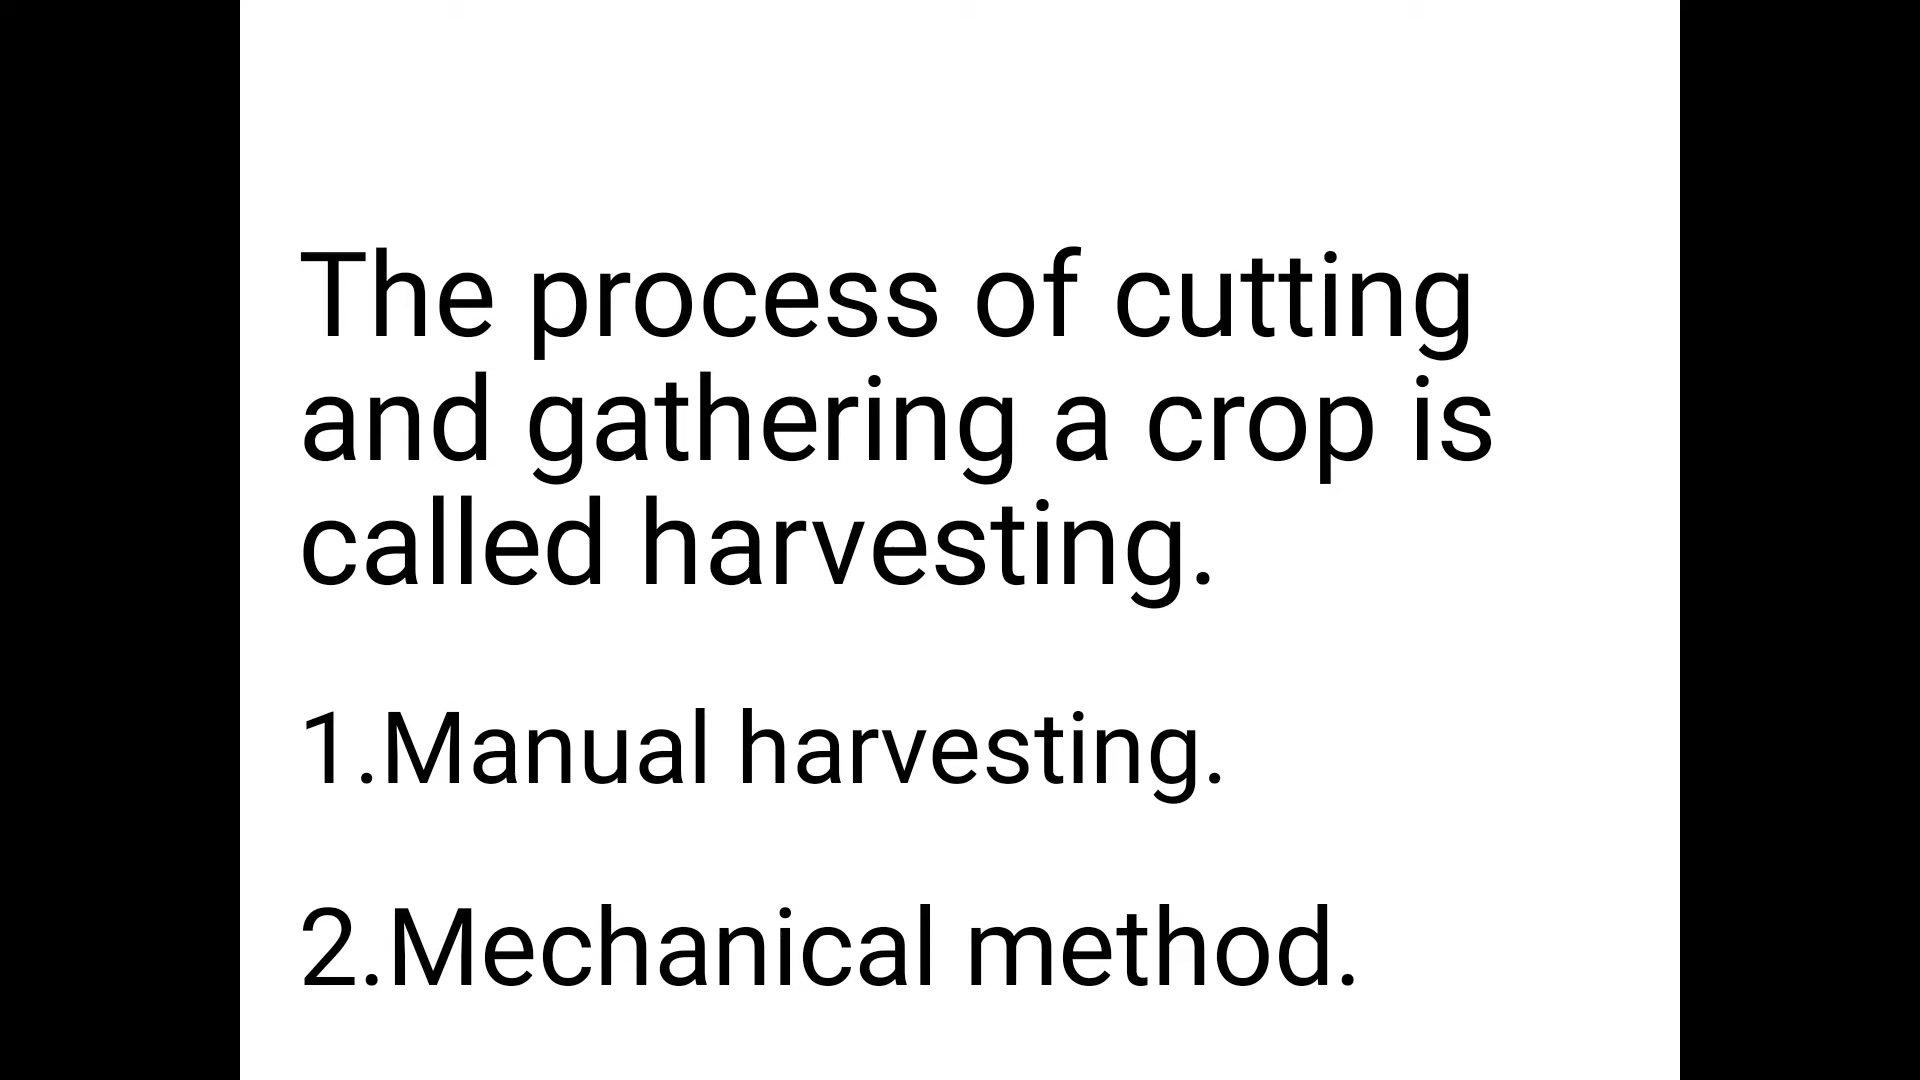 The process of cutting
and gathering a crop is
called harvesting.
1.Manual harvesting.
2.Mechanical method.